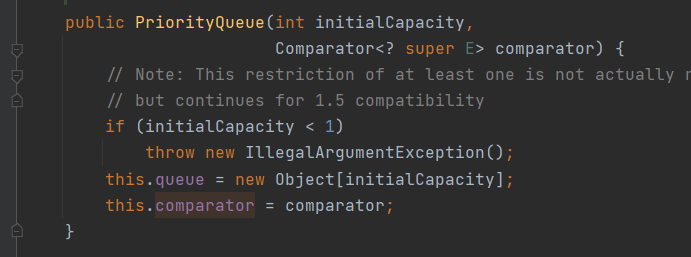 public PriorityQueue(int initialCapacity,
Comparator<? super E> comparator) {
// Note: This restriction of at least one is not actually
// but continues for 1.5 compatibility
if (initialCapacity < 1)
throw new IllegalArgumentException();
this.queue = new Object[initialCapacity];
this.comparator = comparator;
}